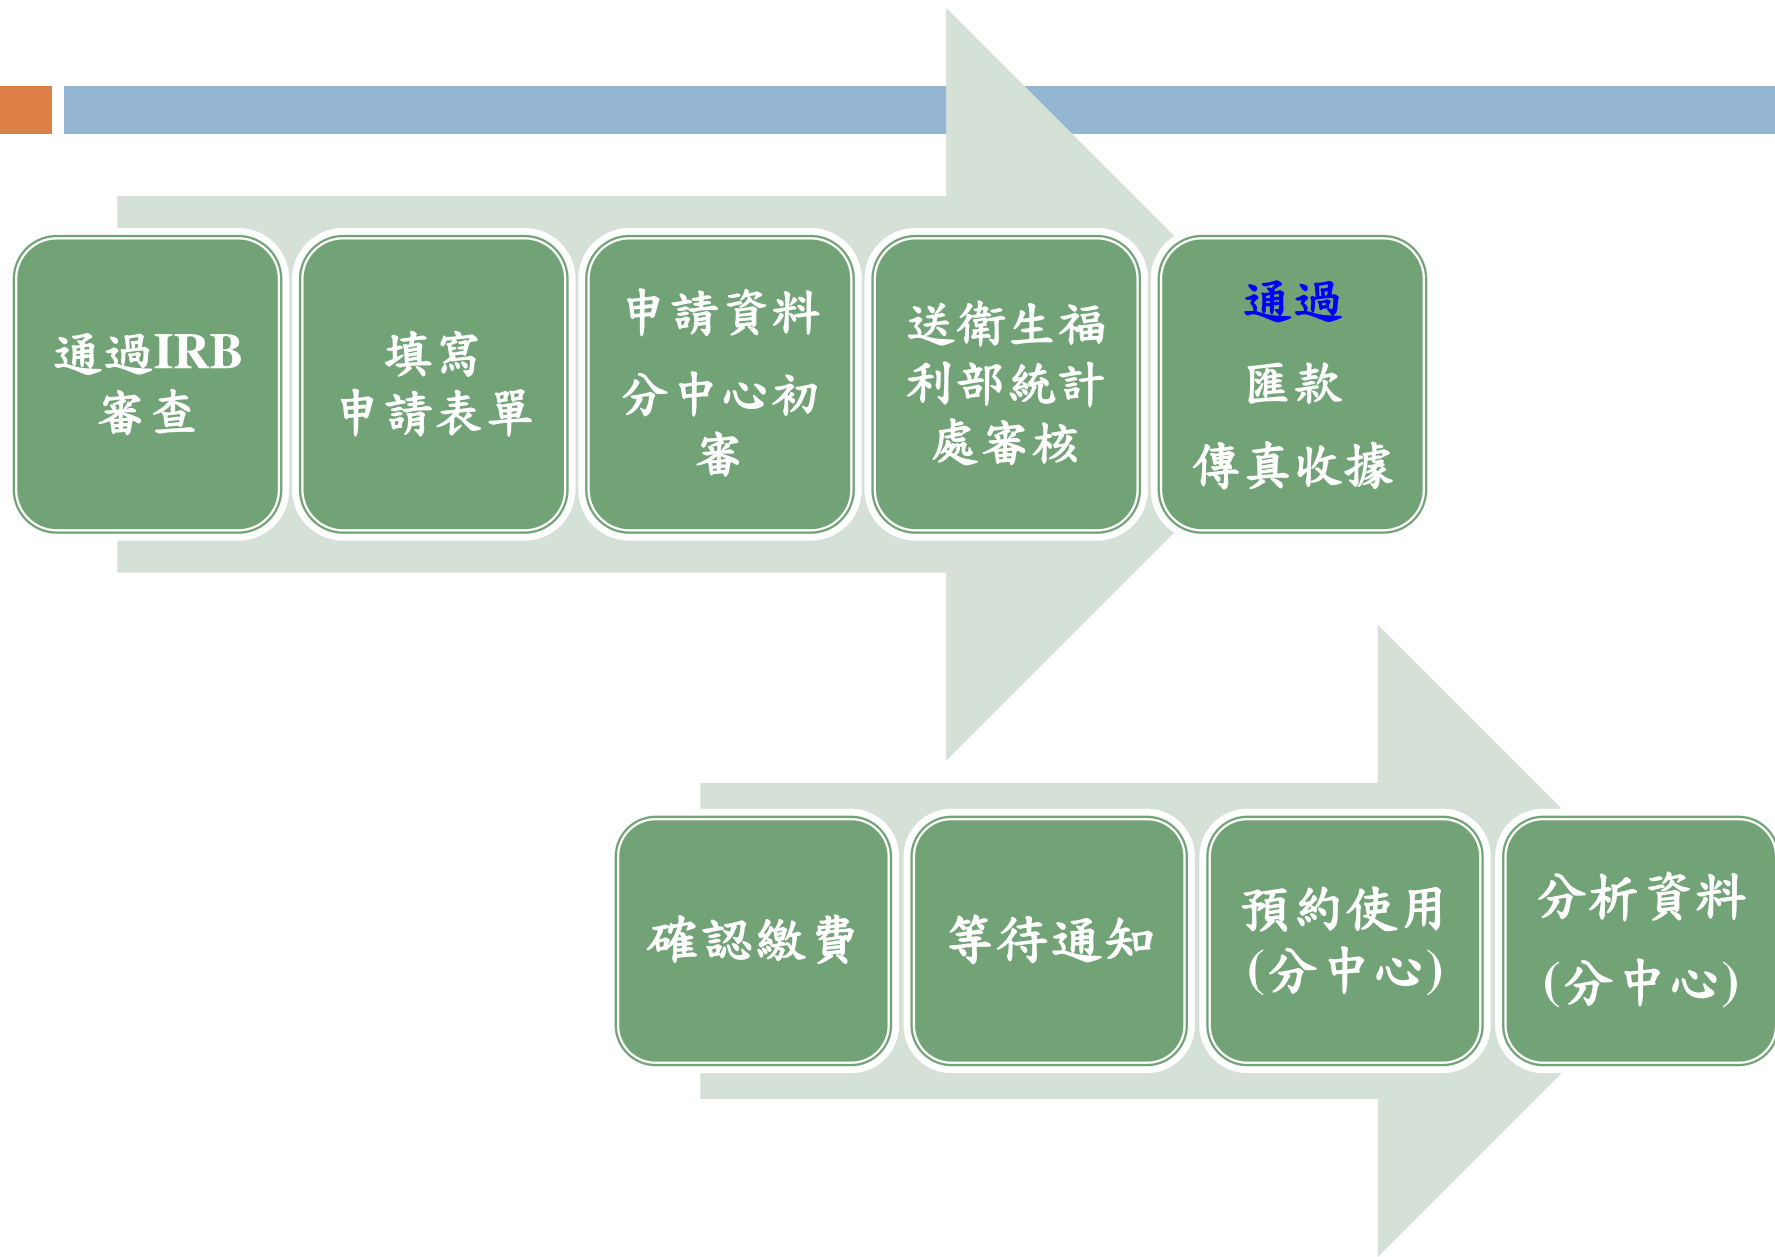 通過IRB
審查
填寫
申請表單
申請資料
分中心初
審
送衛生福
利部統計
處審核
通過
匯款
傳真收據
確認繳費
等待通知
預約使用
(分中心)
分析資料
(分中心)